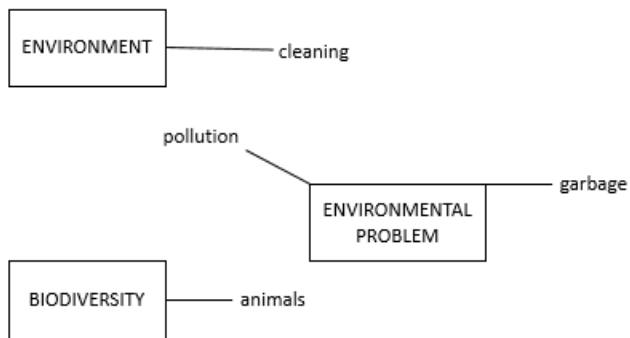 ENVIRONMENT
cleaning
pollution
garbage
ENVIRONMENTAL
PROBLEM
BIODIVERSITY
animals